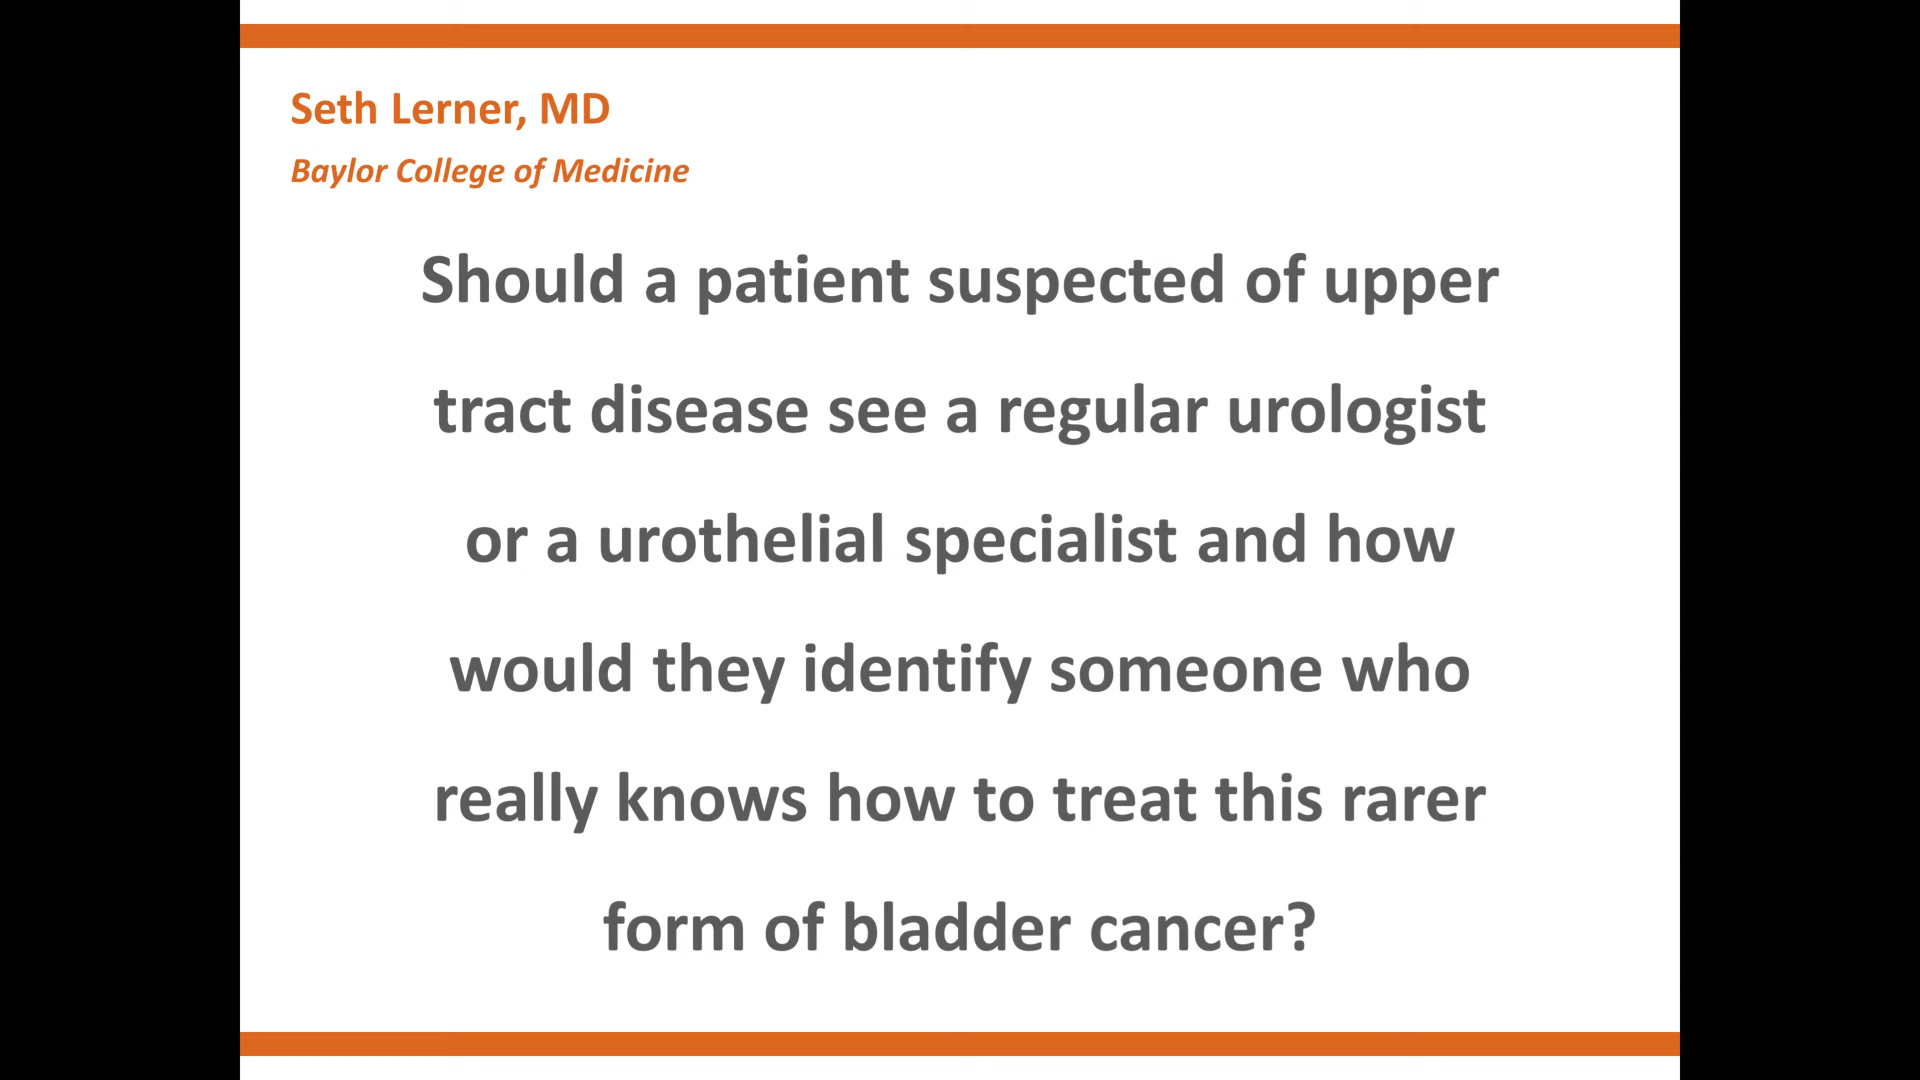 Seth Lerner, MD
Baylor College of Medicine
Should a patient suspected of upper
tract disease see a regular urologist
or a urothelial specialist and how
would they identify someone who
really knows how to treat this rarer
form of bladder cancer?